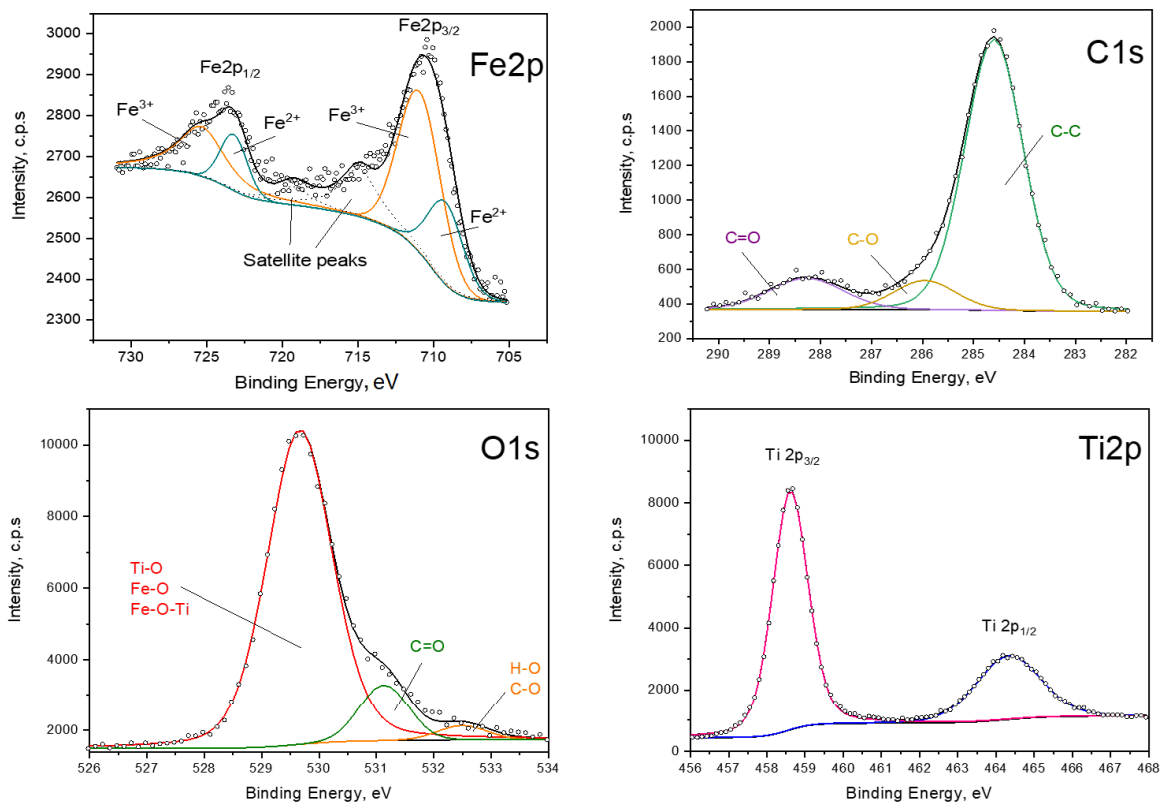 Fe2p
Fe2p3/2
Fe2p1/2
Fe3+
Fe2+
Fe3+
Fe2+
Satellite peaks
Intensity, c.p.s
3000
2900
2800
2700
2600
2500
2400
2300
730 725 720 715 710 705
Binding Energy, eV
C1s
C-C
C=O
C-O
Intensity, c.p.s
2000
1800
1600
1400
1200
1000
800
600
400
200
290 289 288 287 286 285 284 283 282
Binding Energy, eV
O1s
Ti-O
Fe-O
Fe-O-Ti
C=O
H-O
C-O
Intensity, c.p.s
10000
8000
6000
4000
2000
526 527 528 529 530 531 532 533 534
Binding Energy, eV
Ti2p
Ti 2p3/2
Ti 2p1/2
Intensity, c.p.s
10000
8000
6000
4000
2000
0
456 457 458 459 460 461 462 463 464 465 466 467 468
Binding Energy, eV